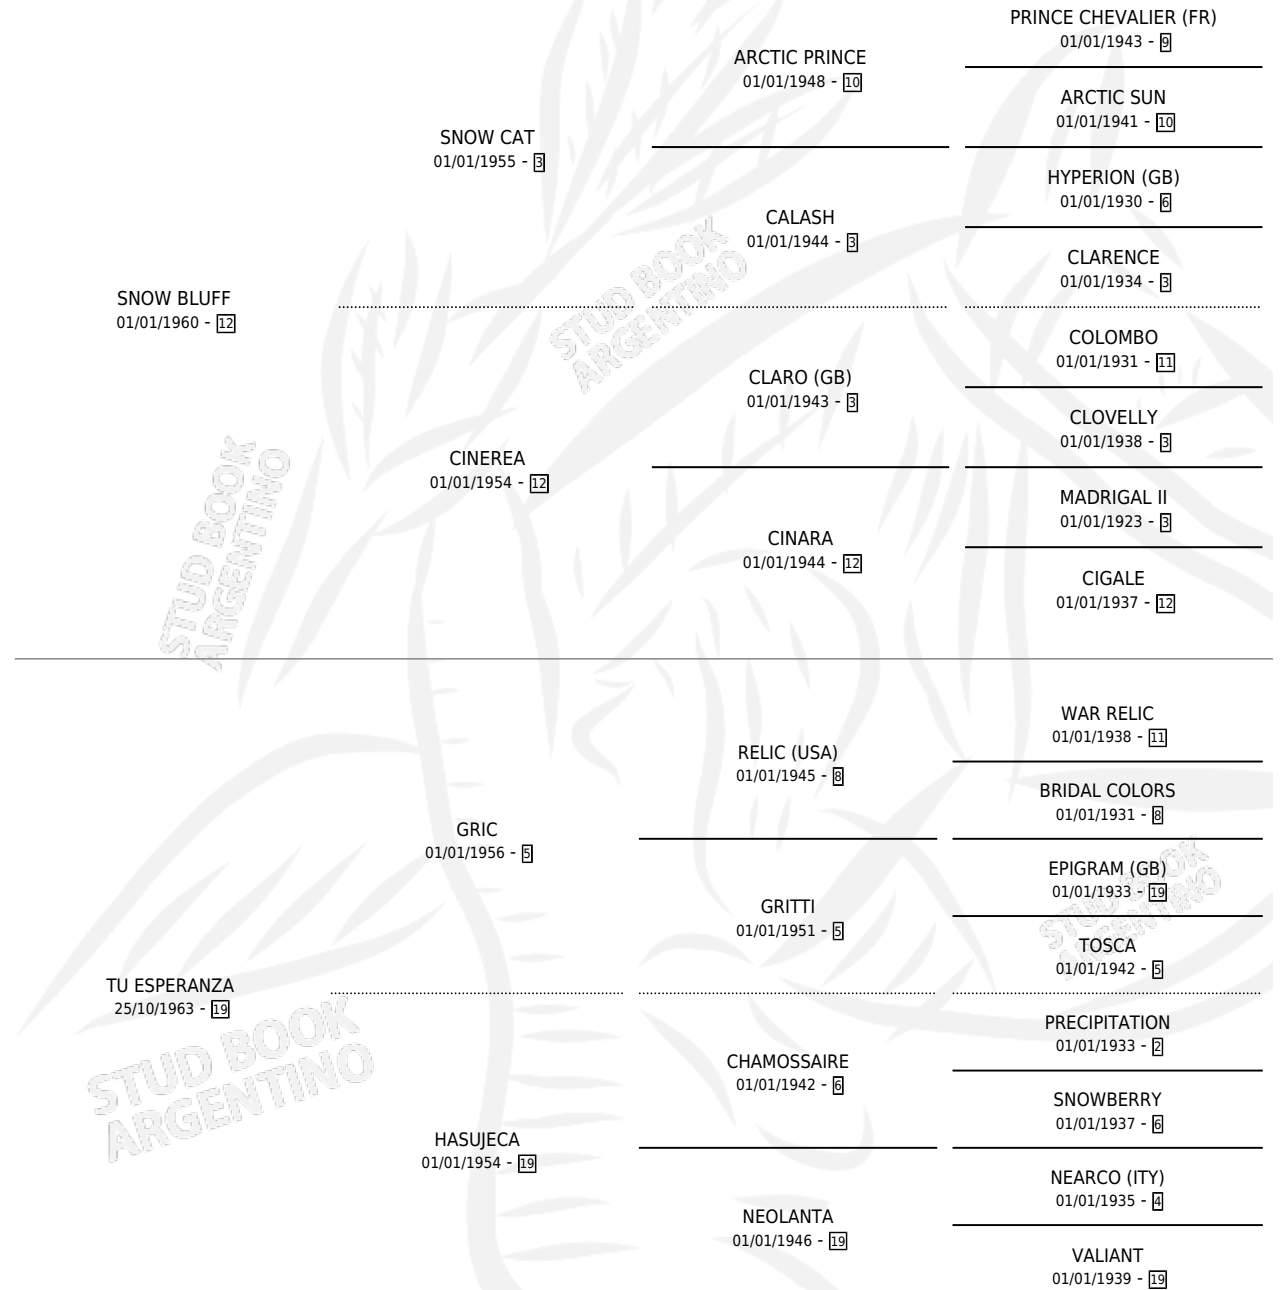 PRINCE CHEVALIER (FR)
01/01/1943 - 9
ARCTIC PRINCE
01/01/1948 - 10
ARCTIC SUN
01/01/1941 - 10
SNOW CAT
01/01/1955 - 3
HYPERION (GB)
01/01/1930 - 6
CALASH
01/01/1944 - 3
CLARENCE
01/01/1934 - 3
SNOW BLUFF
01/01/1960 - 12
COLOMBO
01/01/1931 - 11
CLARO (GB)
01/01/1943 - 3
CLOVELLY
01/01/1938 - 3
CINEREA
01/01/1954 - 12
MADRIGAL II
01/01/1923 - 3
CINARA
01/01/1944 - 12
CIGALE
01/01/1937 - 12
WAR RELIC
01/01/1938 - 11
RELIC (USA)
01/01/1945 - 8
BRIDAL COLORS
01/01/1931 - 8
GRIC
01/01/1956 - 5
EPIGRAM (GB)
01/01/1933 - 19
GRITTI
01/01/1951 - 5
TOSCA
01/01/1942 - 5
TU ESPERANZA
25/10/1963 - 19
PRECIPITATION
01/01/1933 - 2
CHAMOSSAIRE
01/01/1942 - 6
SNOWBERRY
01/01/1937 - 6
HASUJECA
01/01/1954 - 19
NEARCO (ITY)
01/01/1935 - 4
NEOLANTA
01/01/1946 - 19
VALIANT
01/01/1939 - 19
STUD BOOK
ARGENTINO
STUD BOOK
ARGENTINO
STUD BOOK
ARGENTINO
STUD BOOK
ARGENTINO